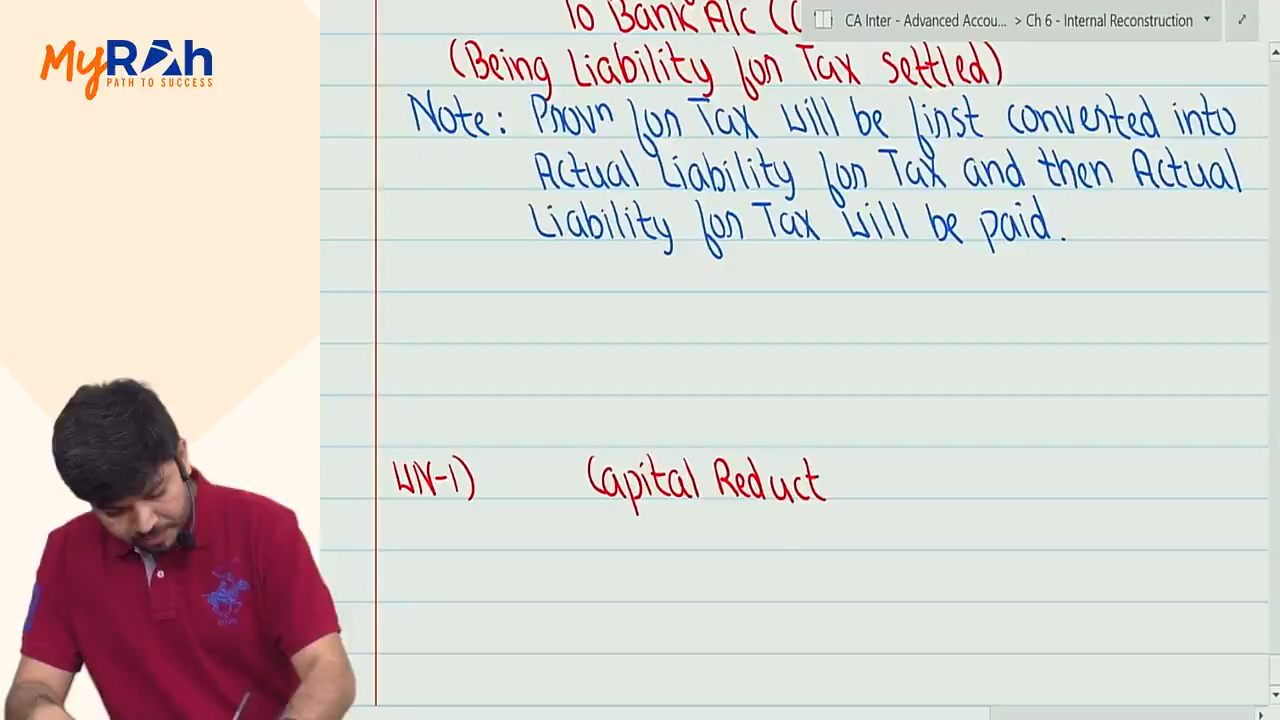 MyRAh
PATH TO SUCCESS
CA Inter - Advanced Accou... > Ch 6 - Internal Reconstruction
To Bank A/c (
(Being Liability for Tax settled)
Note: Provn for Tax will be first converted into
Actual Liability for Tax and then Actual
Liability for Tax will be paid.
WN-1) Capital Reduct